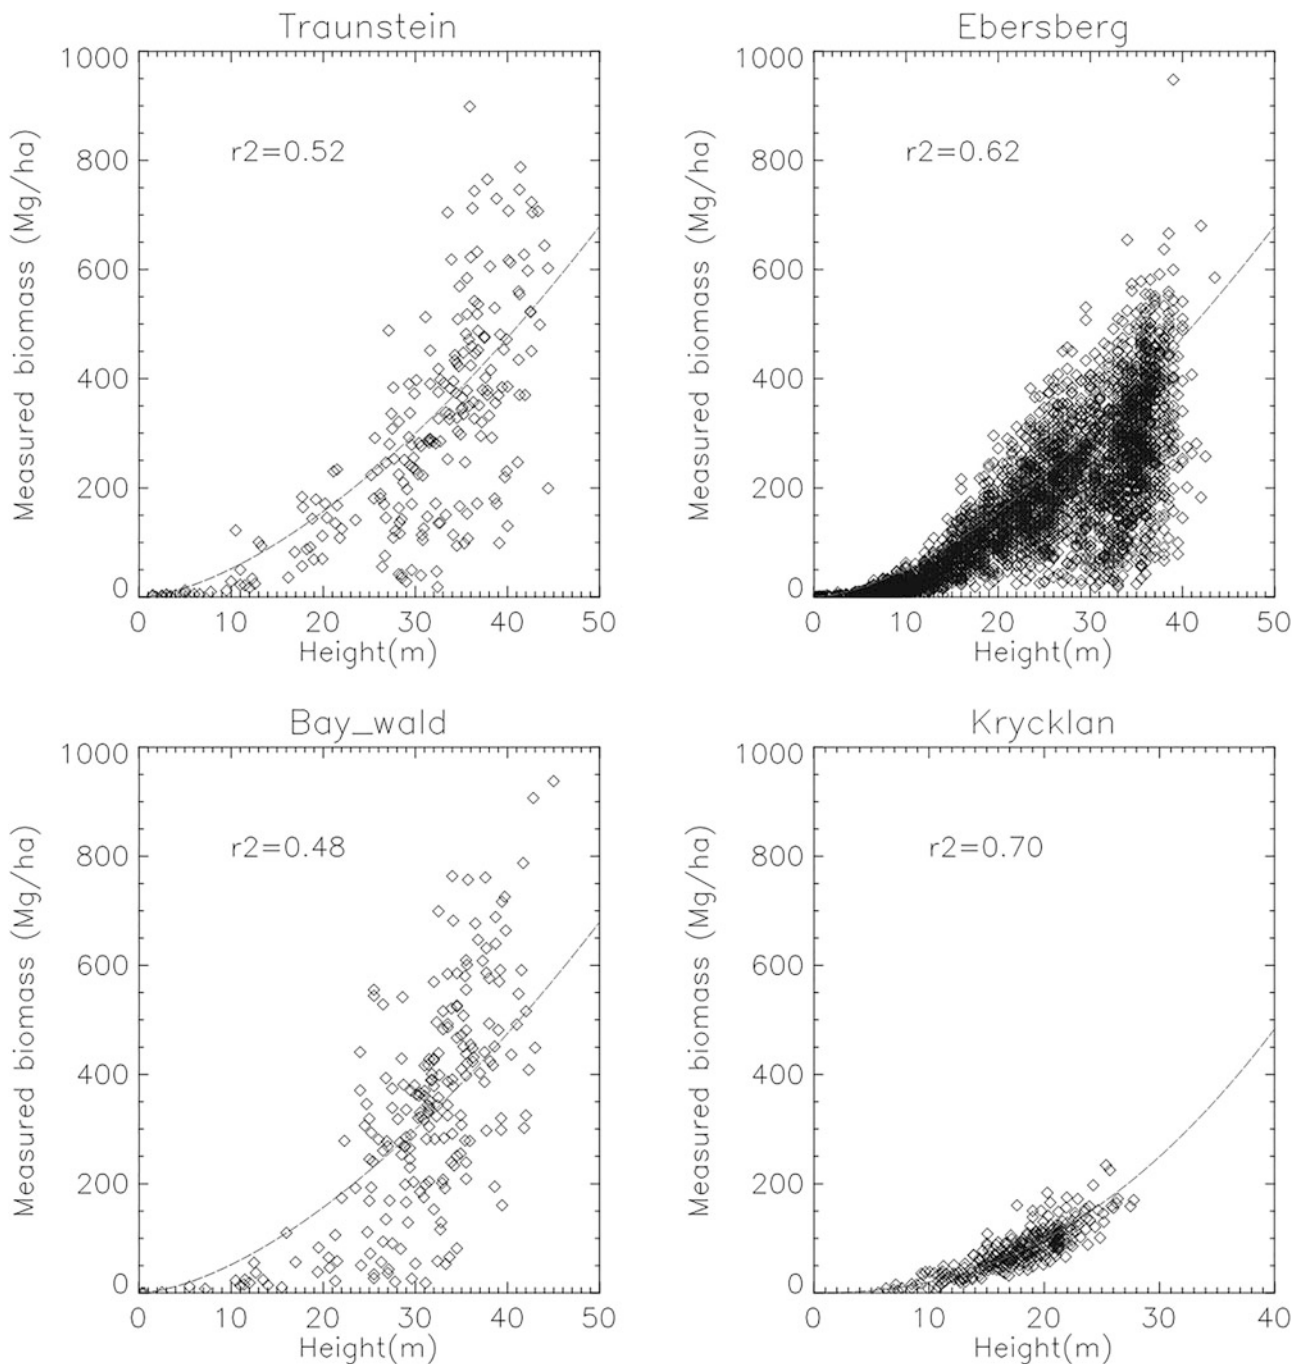 Traunstein
Measured biomass (Mg/ha)
1000
800
600
400
200
0
r2=0.52
0 10 20 30 40 50
Height(m)
Ebersberg
Measured biomass (Mg/ha)
1000
800
600
400
200
0
r2=0.62
0 10 20 30 40 50
Height(m)
Bay_wald
Measured biomass (Mg/ha)
1000
800
600
400
200
0
r2=0.48
0 10 20 30 40 50
Height(m)
Krycklan
Measured biomass (Mg/ha)
1000
800
600
400
200
0
r2=0.70
0 10 20 30 40
Height(m)